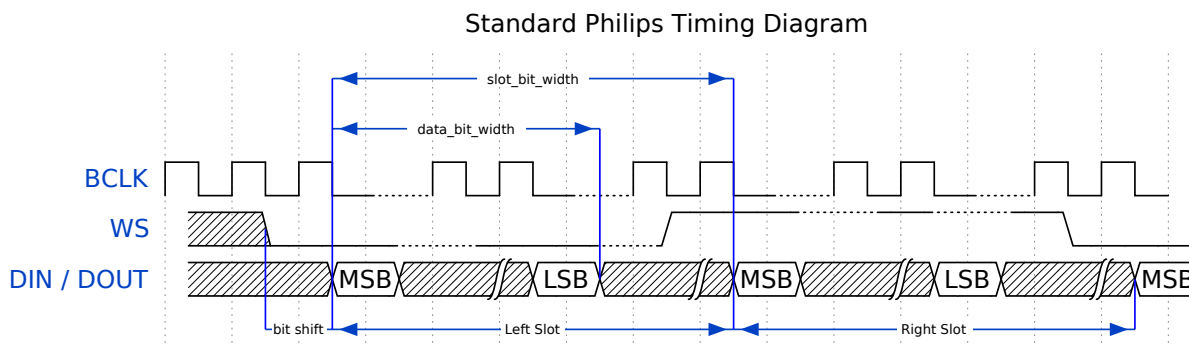 Standard Philips Timing Diagram
slot_bit_width
data_bit_width
BCLK
WS
DIN / DOUT
MSB
LSB
MSB
LSB
MSB
bit shift
Left Slot
Right Slot